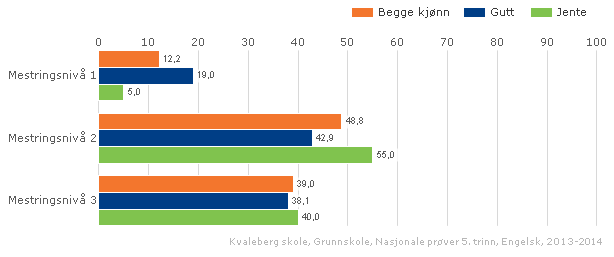 Begge kjønn Gutt Jente
0 10 20 30 40 50 60 70 80 90 100
Mestringsnivå 1
12,2
19,0
5,0
Mestringsnivå 2
48,8
42,9
55,0
Mestringsnivå 3
39,0
38,1
40,0
Kvaleberg skole, Grunnskole, Nasjonale prøver 5. trinn, Engelsk, 2013-2014